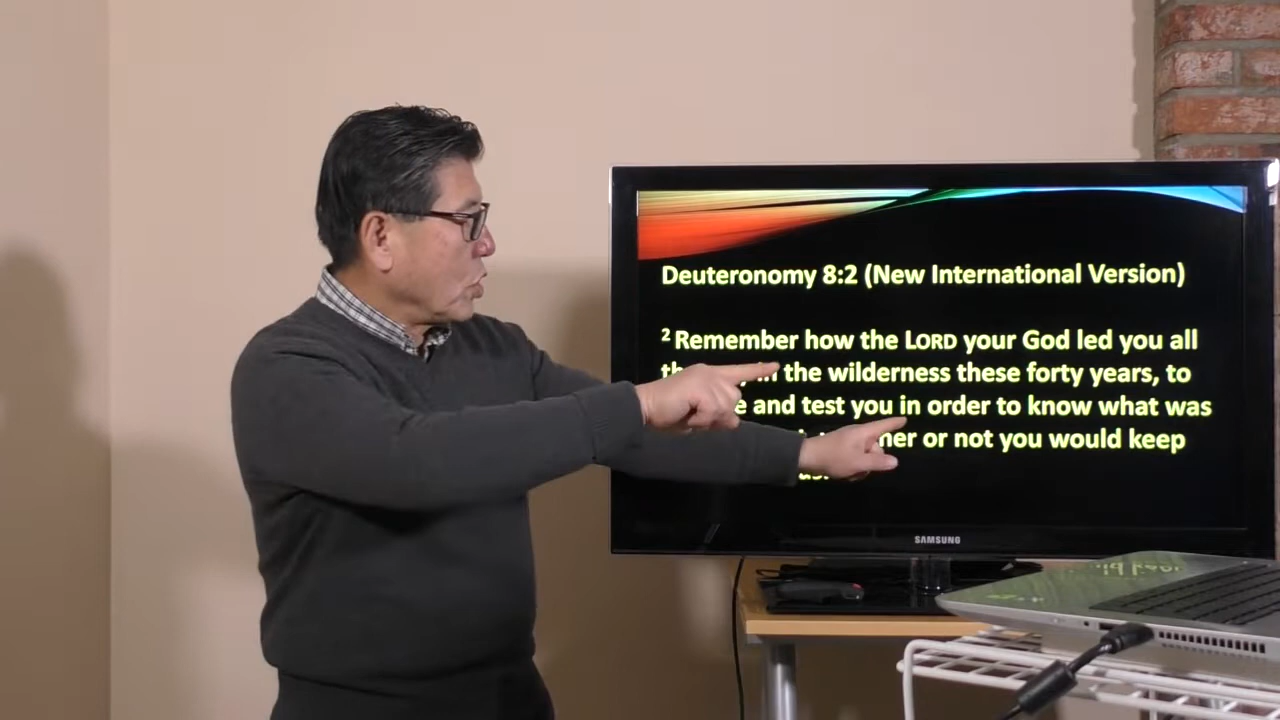 Deuteronomy 8:2 (New International Version)
2 Remember how the LORD your God led you all
in the wilderness these forty years, to
and test you in order to know what was
or not you would keep
SAMSUNG